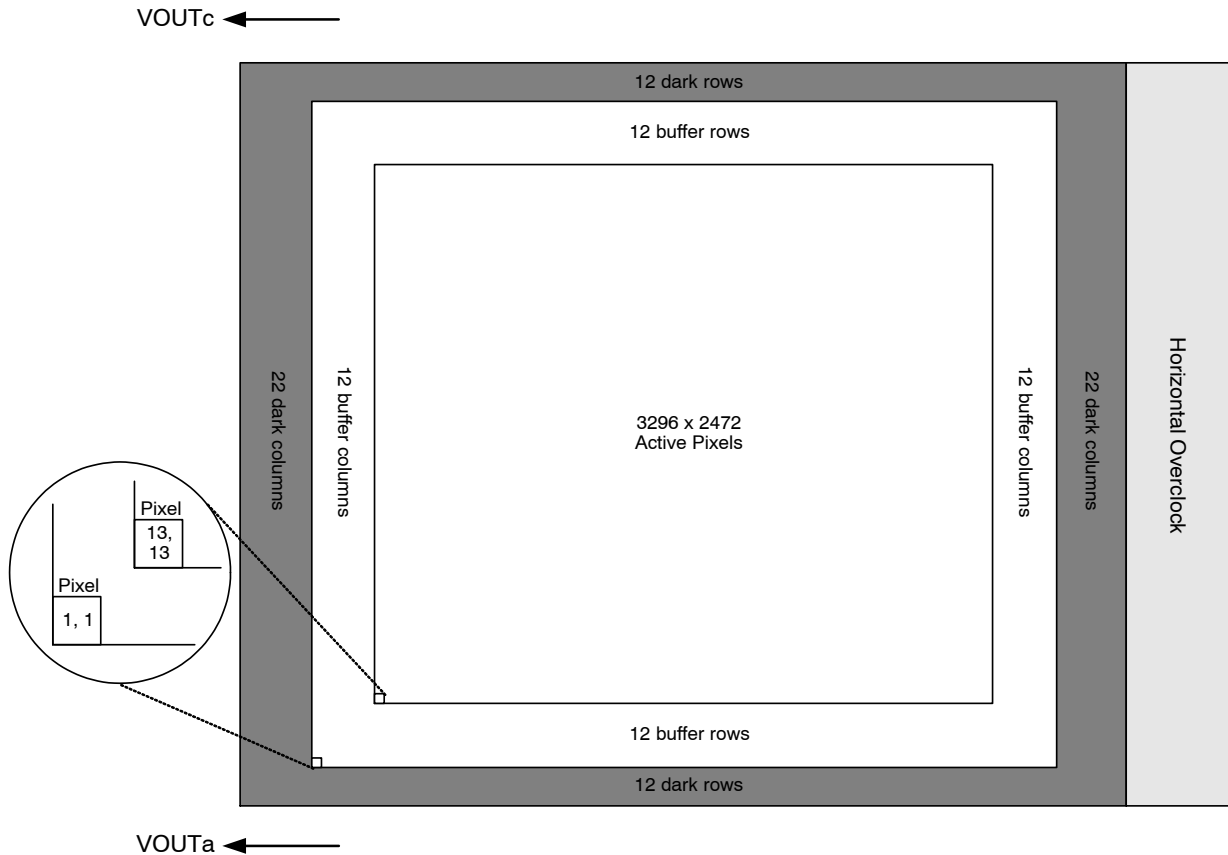 VOUTc
12 dark rows
12 buffer rows
22 dark columns
12 buffer columns
3296 x 2472
Active Pixels
12 buffer columns
22 dark columns
Horizontal Overclock
Pixel
13,
13
Pixel
1, 1
12 buffer rows
12 dark rows
VOUTa